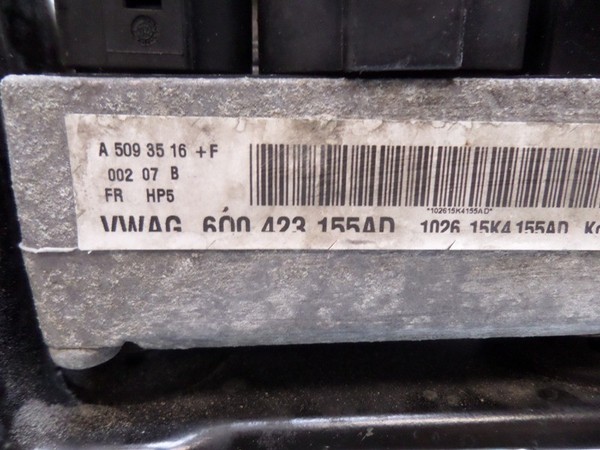 A 509 35 16 +F
002 07 B
FR HP5
*102615K4155AD*
VWAG 6Q0 423 155AD 1026 15K4 155AD